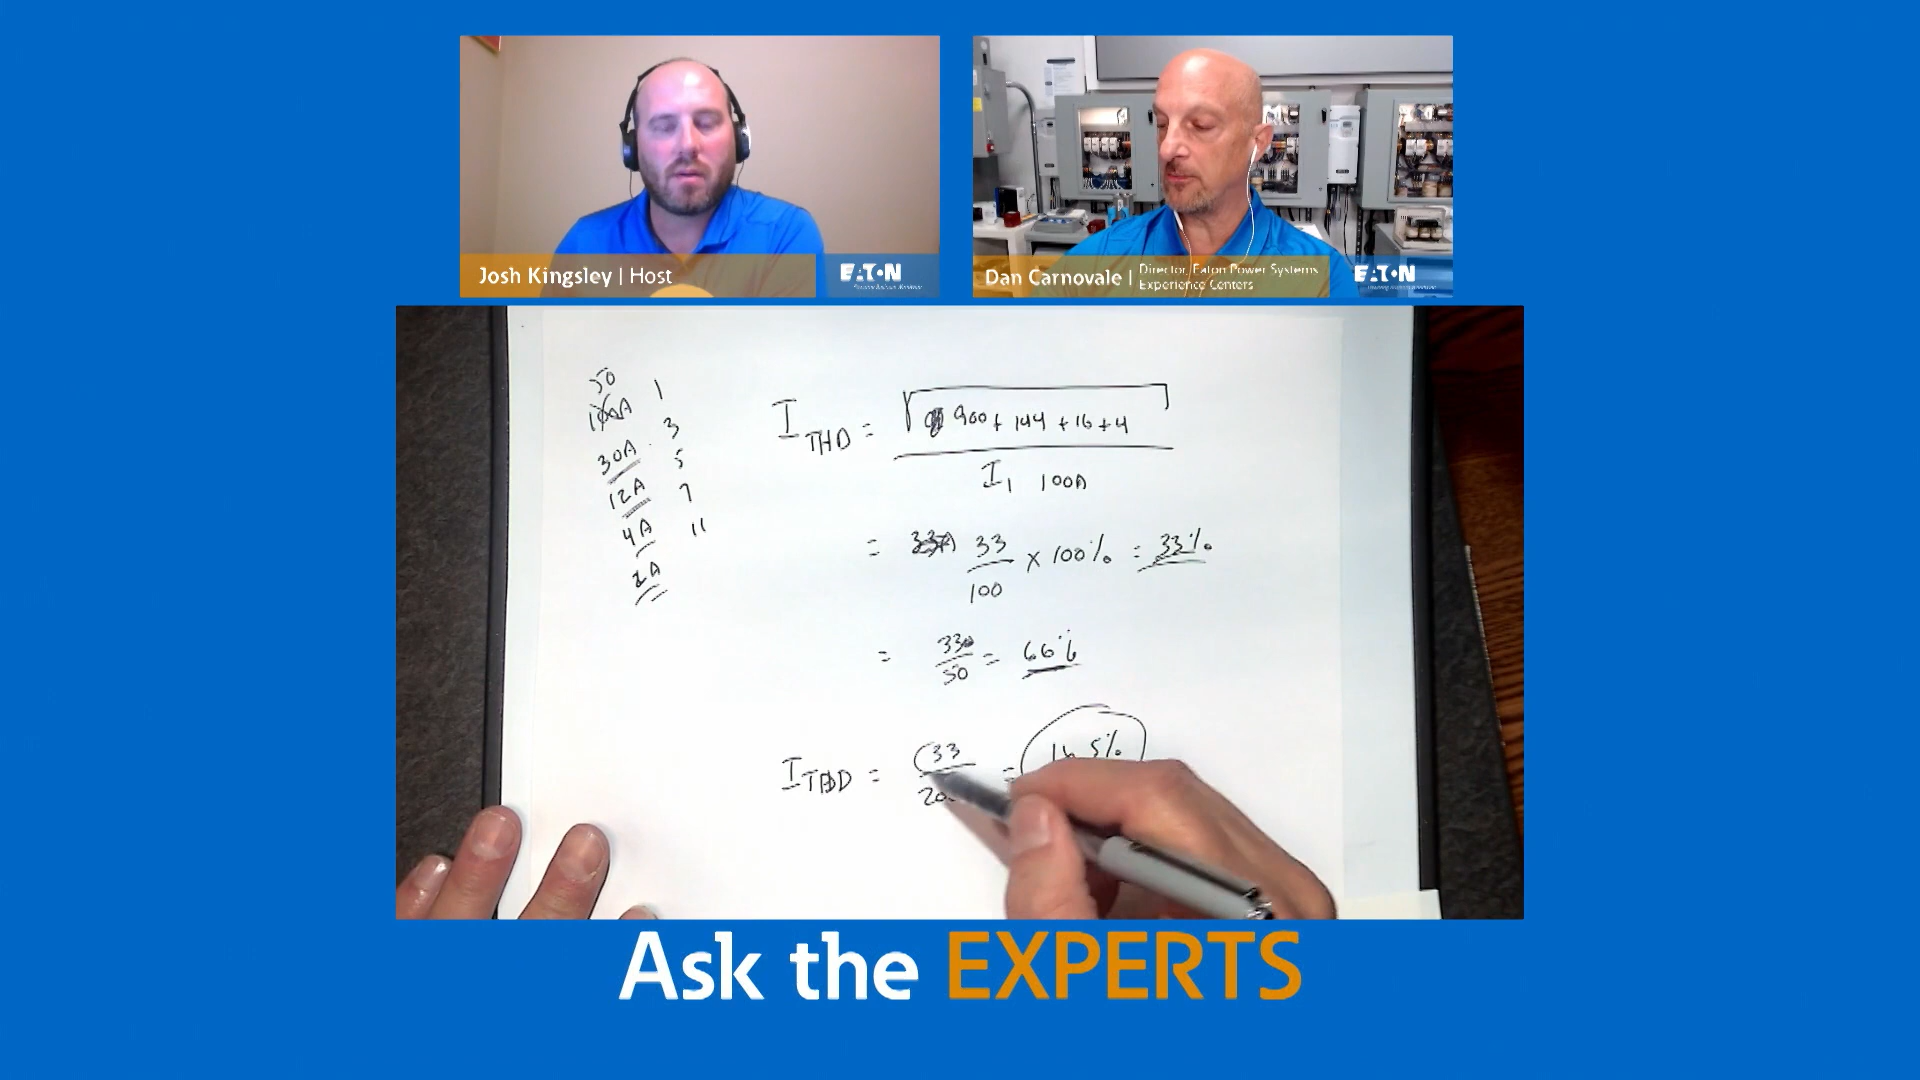 Josh Kingsley | Host
EATON
Dan Carnovale | Director, Eaton Power Systems
Experience Centers
EATON
50
100A 1
30A 3
12A 5
4A 7
2A 11
I THD = √ 900 + 144 + 16 + 4
I1 100A
= 33A 33 / 100 x 100% = 33%
= 33 / 50 = 66%
I TDD = 33 / = 16.5%
Ask the EXPERTS